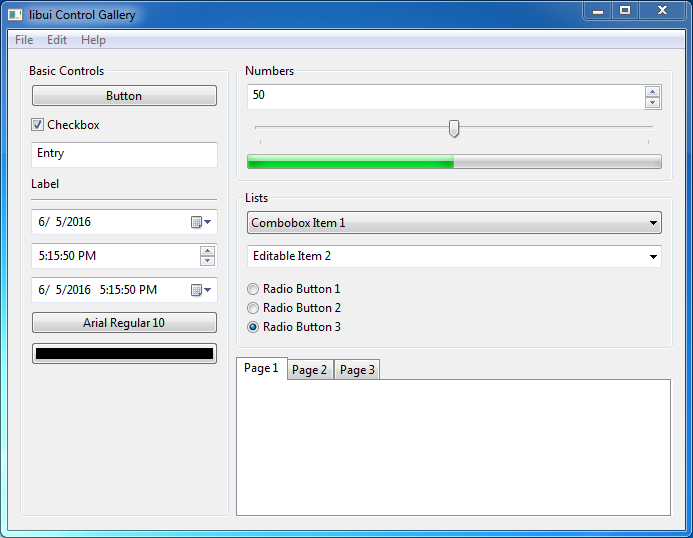 libui Control Gallery
File Edit Help
Basic Controls
Button
Checkbox
Entry
Label
6/ 5/2016
5:15:50 PM
6/ 5/2016 5:15:50 PM
Arial Regular 10
Numbers
50
Lists
Combobox Item 1
Editable Item 2
Radio Button 1
Radio Button 2
Radio Button 3
Page 1 Page 2 Page 3